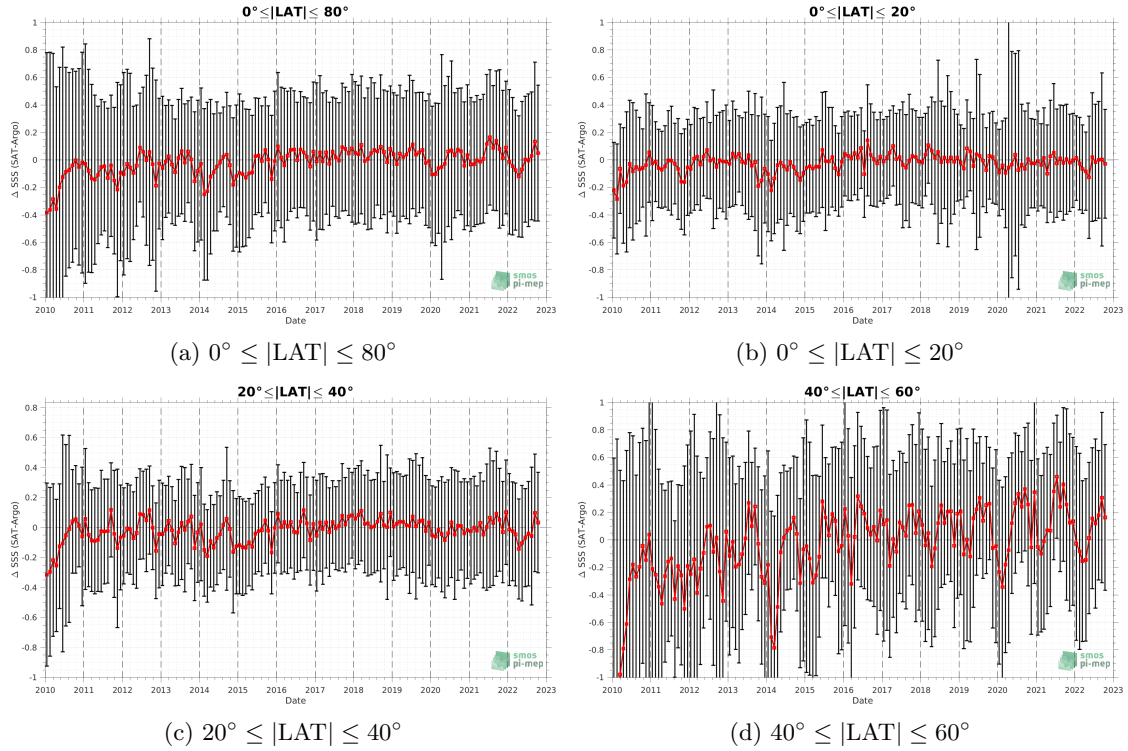 0°≤|LAT|≤ 80°
1
0.8
0.6
0.4
0.2
0
-0.2
-0.4
-0.6
-0.8
-1
Δ SSS (SAT-Argo)
smos
pi-mep
2010 2011 2012 2013 2014 2015 2016 2017 2018 2019 2020 2021 2022 2023
Date
(a) 0° ≤ |LAT| ≤ 80°
0°≤|LAT|≤ 20°
1
0.8
0.6
0.4
0.2
0
-0.2
-0.4
-0.6
-0.8
-1
Δ SSS (SAT-Argo)
smos
pi-mep
2010 2011 2012 2013 2014 2015 2016 2017 2018 2019 2020 2021 2022 2023
Date
(b) 0° ≤ |LAT| ≤ 20°
20°≤|LAT|≤ 40°
0.8
0.6
0.4
0.2
0
-0.2
-0.4
-0.6
-0.8
-1
Δ SSS (SAT-Argo)
smos
pi-mep
2010 2011 2012 2013 2014 2015 2016 2017 2018 2019 2020 2021 2022 2023
Date
(c) 20° ≤ |LAT| ≤ 40°
40°≤|LAT|≤ 60°
1
0.8
0.6
0.4
0.2
0
-0.2
-0.4
-0.6
-0.8
-1
Δ SSS (SAT-Argo)
smos
pi-mep
2010 2011 2012 2013 2014 2015 2016 2017 2018 2019 2020 2021 2022 2023
Date
(d) 40° ≤ |LAT| ≤ 60°